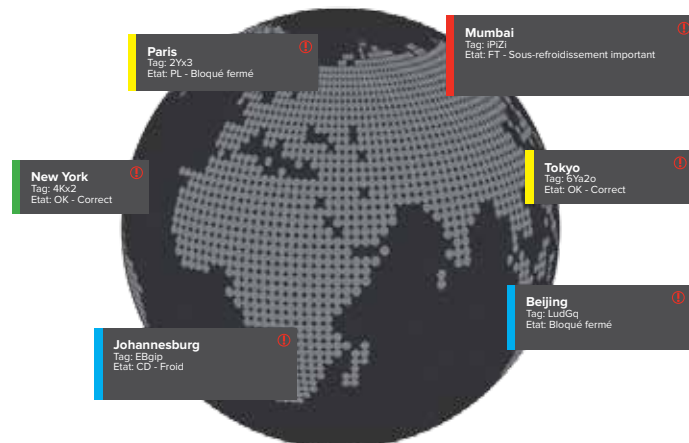 Paris
Tag: 2Yx3
Etat: PL - Bloqué fermé
Mumbai
Tag: iPiZi
Etat: FT - Sous-refroidissement important
New York
Tag: 4Kx2
Etat: OK - Correct
Tokyo
Tag: 6Ya2o
Etat: OK - Correct
Beijing
Tag: LudGq
Etat: Bloqué fermé
Johannesburg
Tag: EBgip
Etat: CD - Froid